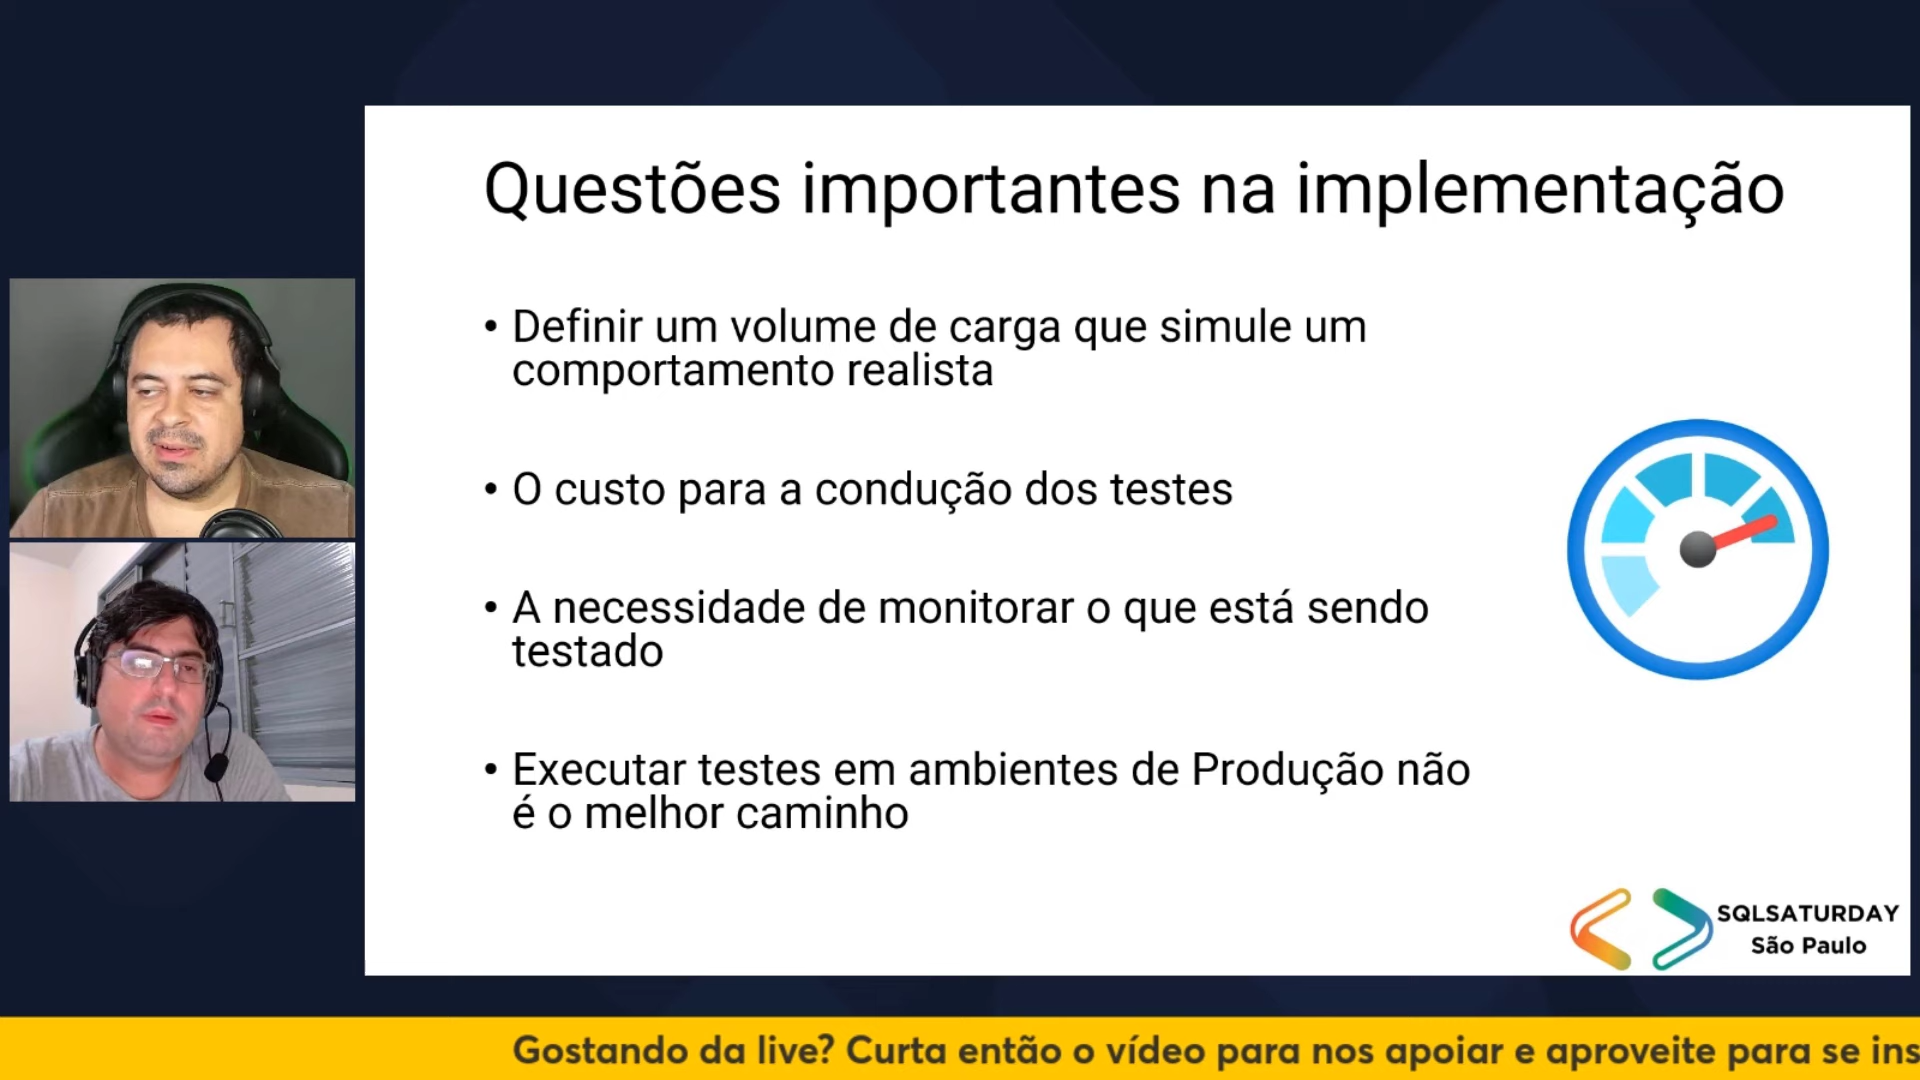 Questões importantes na implementação
• Definir um volume de carga que simule um
comportamento realista
• O custo para a condução dos testes
• A necessidade de monitorar o que está sendo
testado
• Executar testes em ambientes de Produção não
é o melhor caminho
SQLSATURDAY
São Paulo
Gostando da live? Curta então o vídeo para nos apoiar e aproveite para se ins